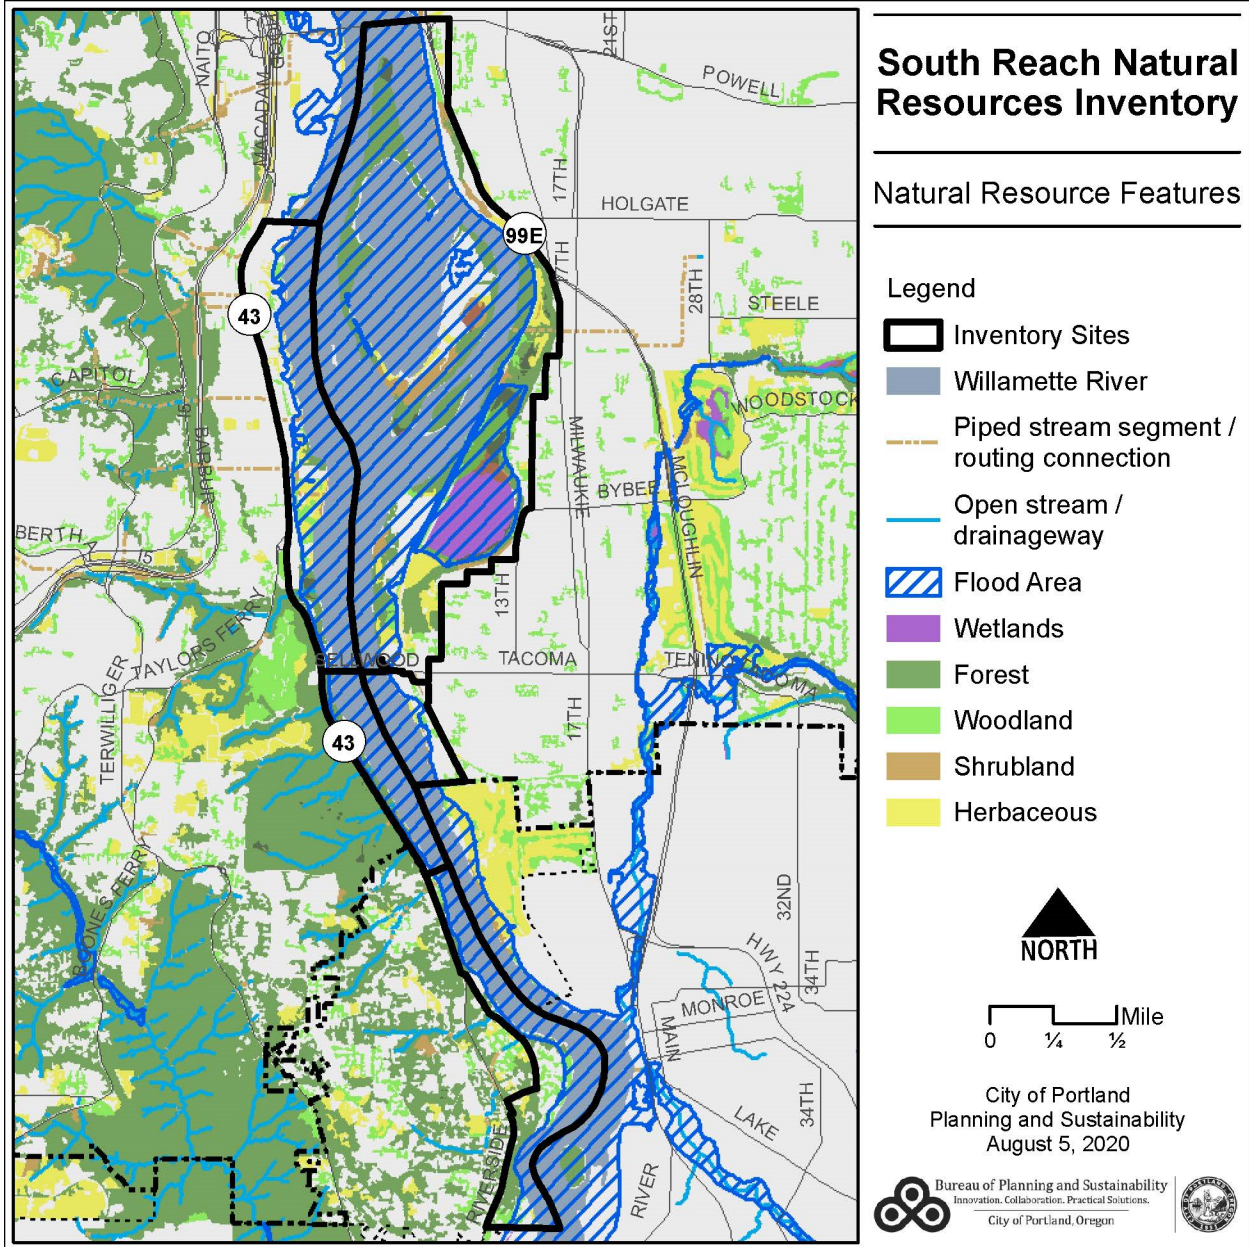 South Reach Natural
Resources Inventory
Natural Resource Features
Legend
Inventory Sites
Willamette River
Piped stream segment /
routing connection
Open stream /
drainageway
Flood Area
Wetlands
Forest
Woodland
Shrubland
Herbaceous
NORTH
Mile
0 ¼ ½
City of Portland
Planning and Sustainability
August 5, 2020
Bureau of Planning and Sustainability
Innovation. Collaboration. Practical Solutions.
City of Portland, Oregon
NAITO
MACADAM
21ST
POWELL
17TH
HOLGATE
99E
17TH
28TH
STEELE
43
CAPITOL
I5
BARBUR
WOODSTOCK
MILWAUKIE
BYBEE
MCLOUGHLIN
BERTHA
I5
13TH
TAYLORS FERRY
SELLWOOD
TACOMA
TENINO
TACOMA
TERWILLIGER
17TH
43
BOONES FERRY
32ND
HWY 224
34TH
MONROE
MAIN
34TH
LAKE
RIVERSIDE
RIVER